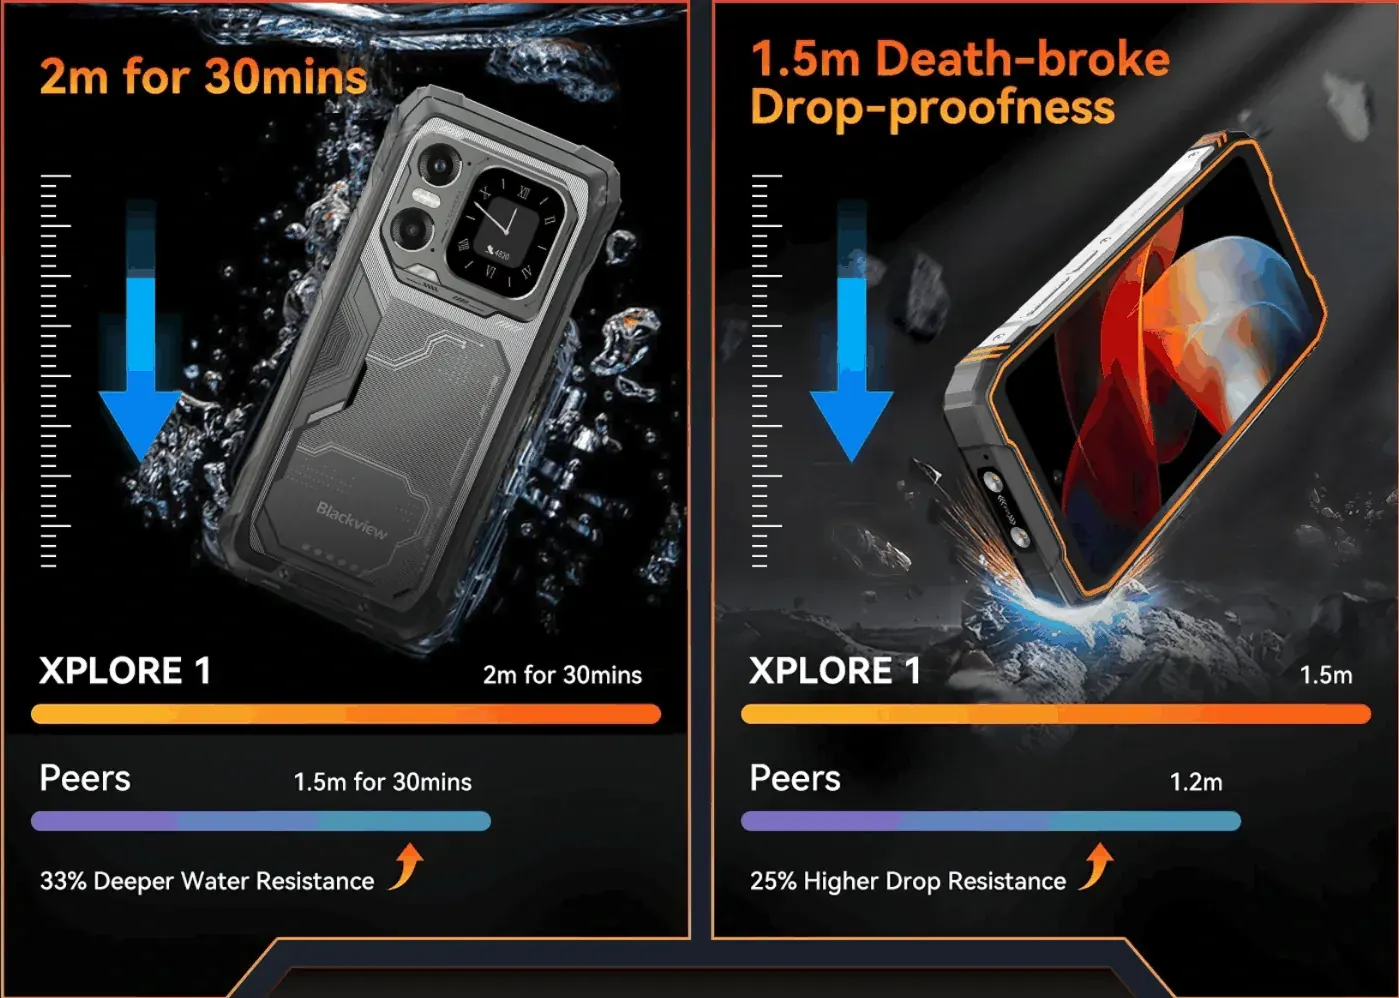 2m for 30mins
XII
Blackview
XPLORE 1
2m for 30mins
Peers
1.5m for 30mins
33% Deeper Water Resistance
1.5m Death-broke
Drop-proofness
XPLORE 1
1.5m
Peers
1.2m
25% Higher Drop Resistance